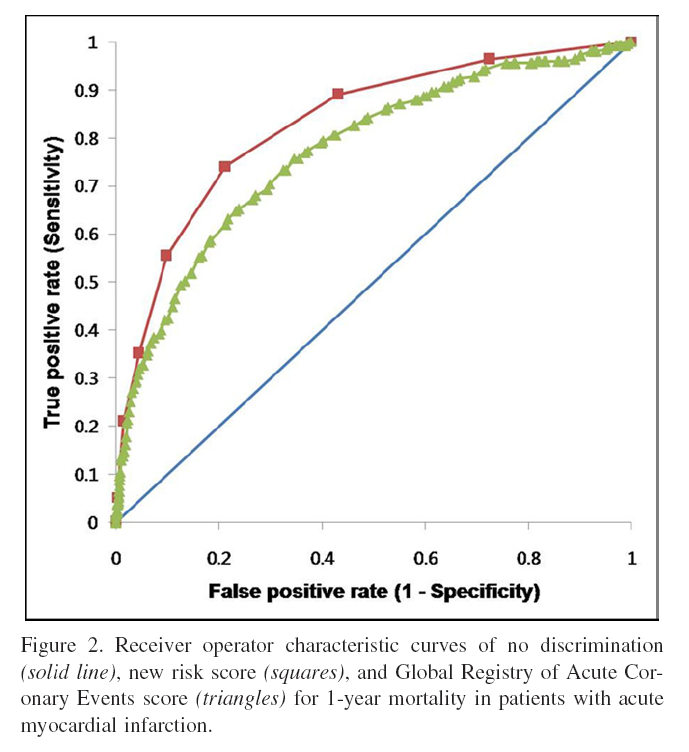 1
0.9
0.8
0.7
0.6
0.5
0.4
0.3
0.2
0.1
0
True positive rate (Sensitivity)
0 0.2 0.4 0.6 0.8 1
False positive rate (1 - Specificity)
Figure 2. Receiver operator characteristic curves of no discrimination
(solid line), new risk score (squares), and Global Registry of Acute Cor-
onary Events score (triangles) for 1-year mortality in patients with acute
myocardial infarction.